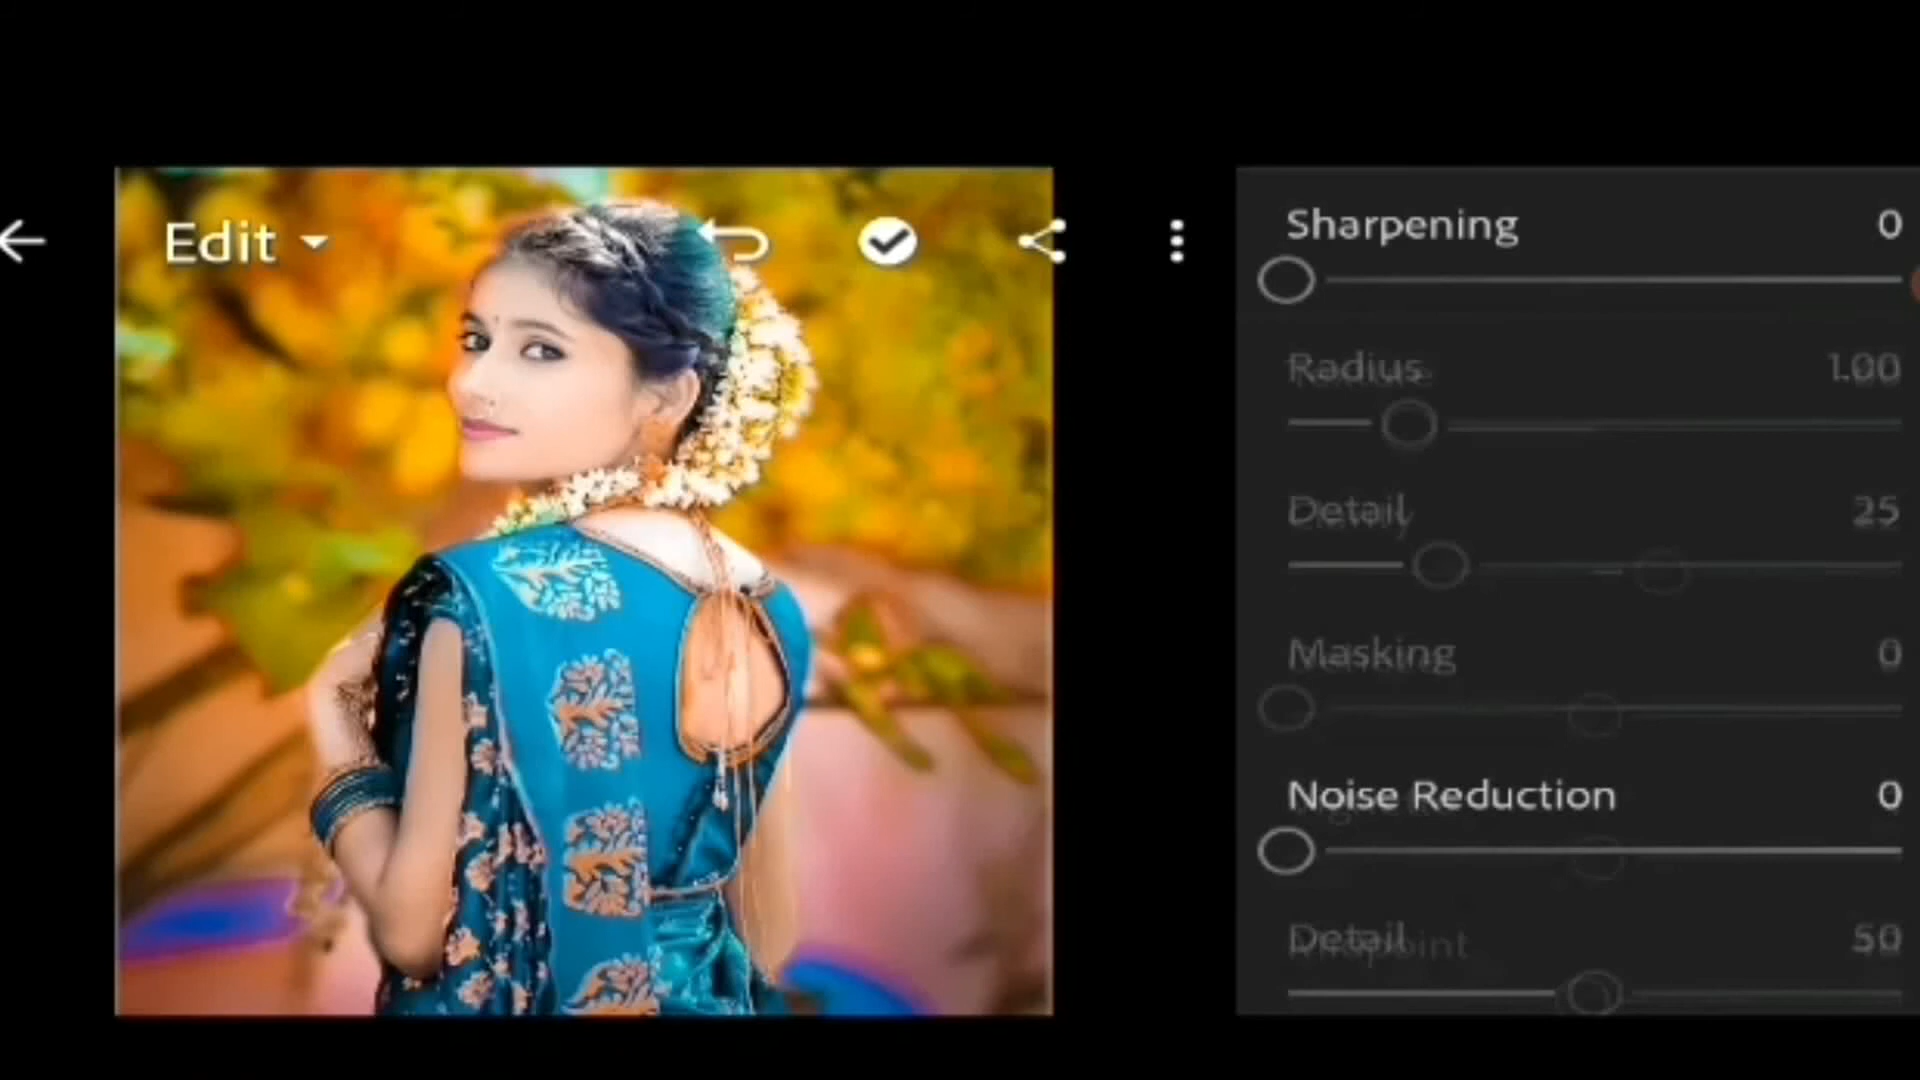 Edit
Sharpening 0
Radius 1.00
Detail 25
Masking 0
Noise Reduction 0
Detail 50